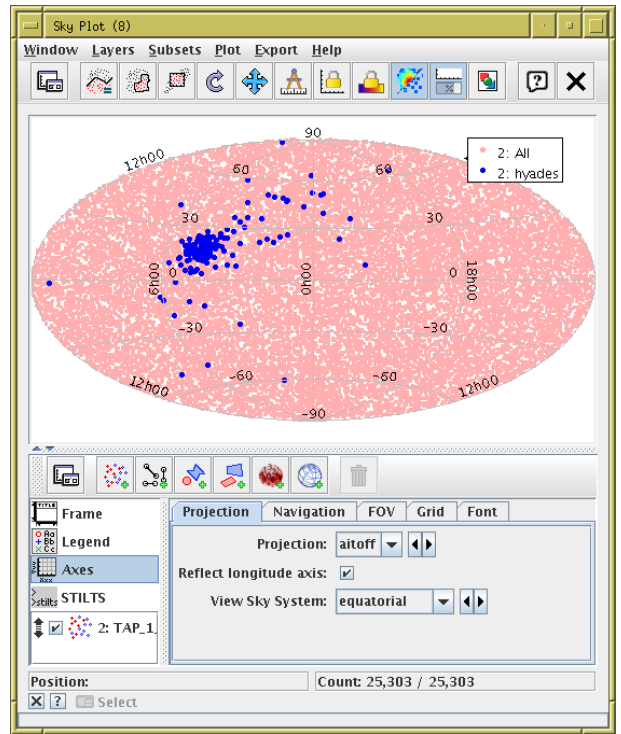 Sky Plot (8)
Window Layers Subsets Plot Export Help
90
12h00
2: All
2: hyades
60
60
30
30
6h00
0
00h00
0
18h00
-30
-30
-60
-60
12h00
12h00
-90
Frame
Legend
Axes
STILTS
2: TAP_1_
Projection Navigation FOV Grid Font
Projection: aitoff
Reflect longitude axis:
View Sky System: equatorial
Position:
Count: 25,303 / 25,303
Select